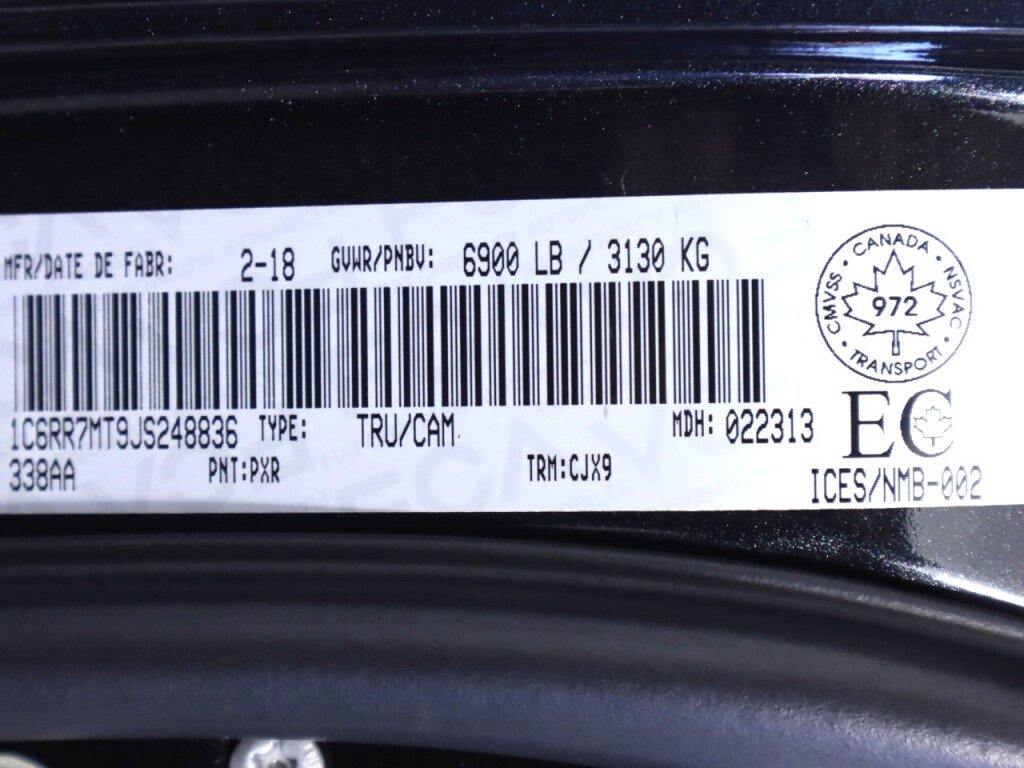 MFR/DATE DE FABR: 2-18 GVWR/PNBV: 6900 LB / 3130 KG
1C6RR7MT9JS248836 TYPE: TRU/CAM MDH: 022313
338AA PNT:PXR TRM:CJX9
CANADA
CMVSS · NSVAC
972
TRANSPORT
EC
ICES/NMB-002